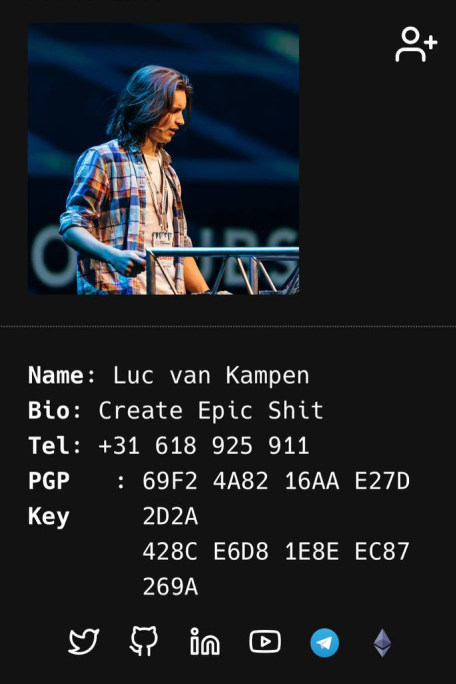 Name: Luc van Kampen
Bio: Create Epic Shit
Tel: +31 618 925 911
PGP : 69F2 4A82 16AA E27D
Key 2D2A
428C E6D8 1E8E EC87
269A